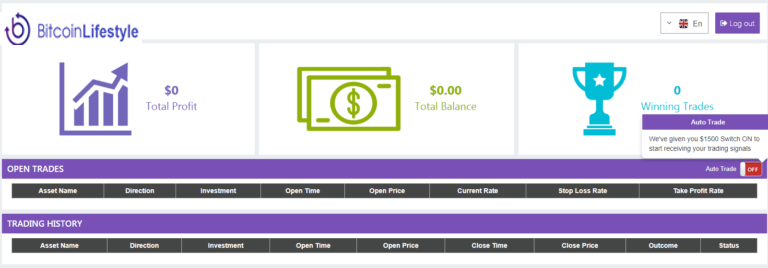 BitcoinLifestyle
En
Log out
$0
Total Profit
$
$0.00
Total Balance
0
Winning Trades
Auto Trade
We've given you $1500 Switch ON to
start receiving your trading signals
OPEN TRADES
Auto Trade OFF
Asset Name Direction Investment Open Time Open Price Current Rate Stop Loss Rate Take Profit Rate
TRADING HISTORY
Asset Name Direction Investment Open Time Open Price Close Time Close Price Outcome Status